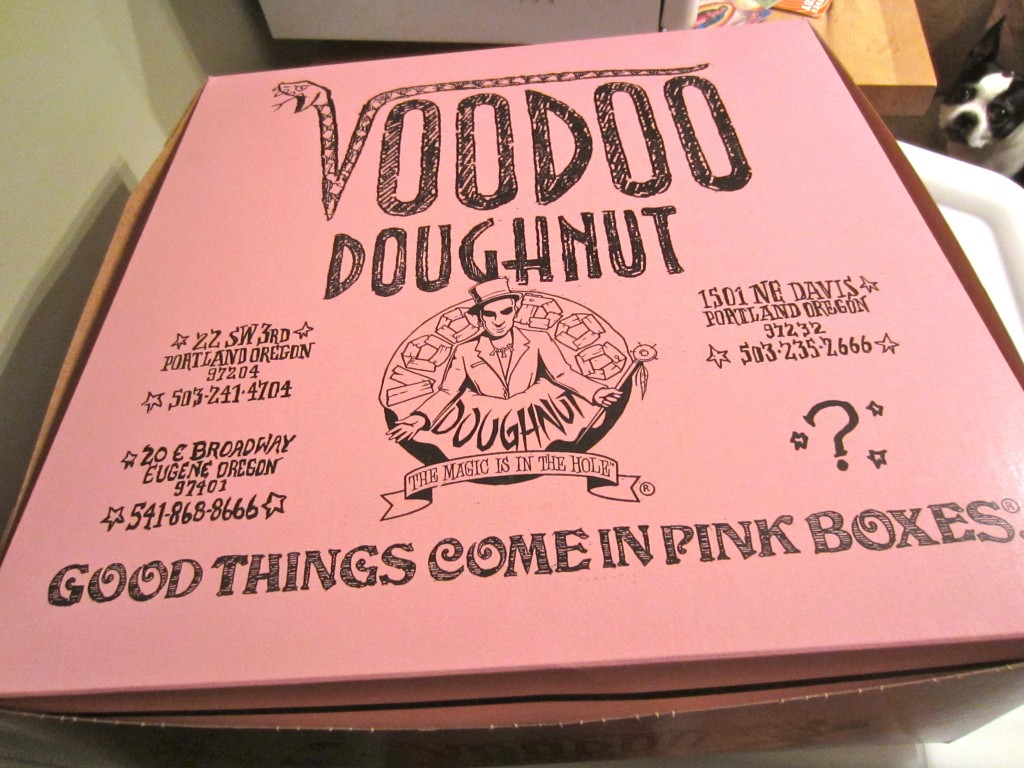 VOODOO
DOUGHNUT
22 SW 3RD
PORTLAND OREGON
97204
503-241-4704
20 E BROADWAY
EUGENE OREGON
97401
541-868-8666
1501 NE DAVIS
PORTLAND OREGON
97232
503-235-2666
?
DOUGHNUT
THE MAGIC IS IN THE HOLE™
®
GOOD THINGS COME IN PINK BOXES®